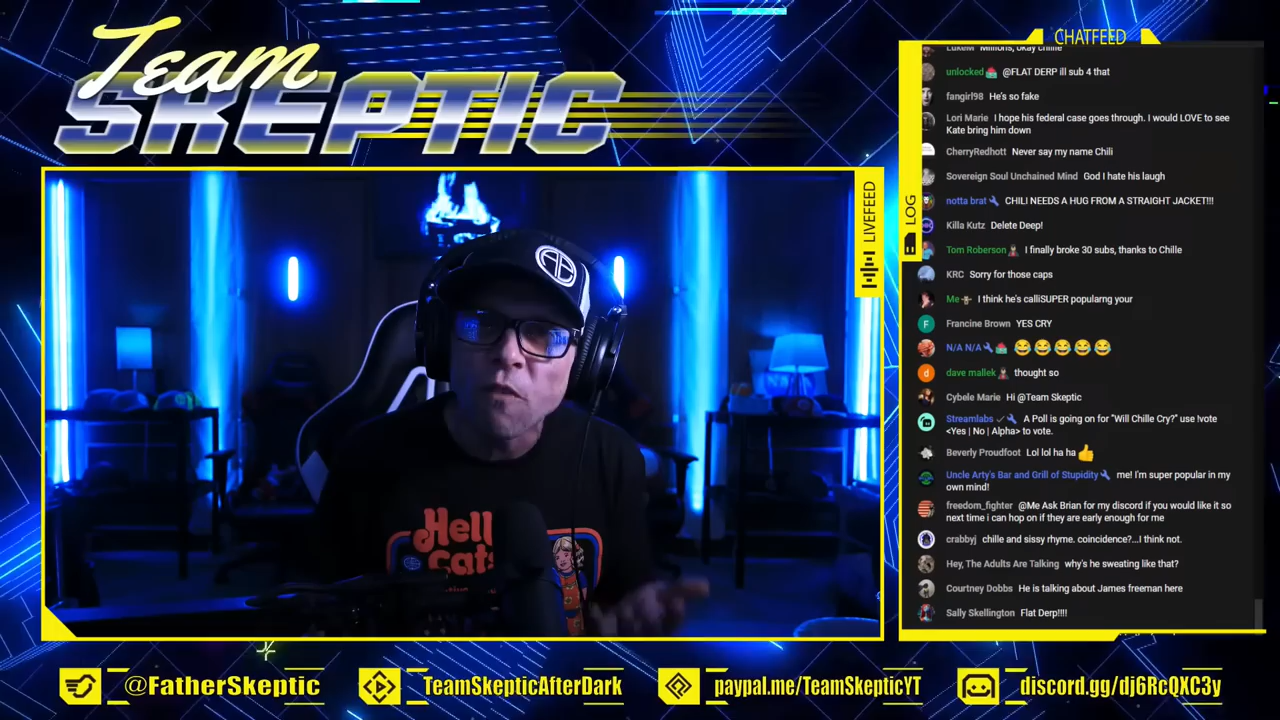 Team
SKEPTIC
CHATFEED
LIVEFEED
LOG
LukeM Millions, okay chille
unlocked @FLAT DERP ill sub 4 that
fangirl98 He's so fake
Lori Marie I hope his federal case goes through. I would LOVE to see
Kate bring him down
CherryRedhott Never say my name Chili
Sovereign Soul Unchained Mind God I hate his laugh
notta brat CHILI NEEDS A HUG FROM A STRAIGHT JACKET!!!
Killa Kutz Delete Deep!
Tom Roberson I finally broke 30 subs, thanks to Chille
KRC Sorry for those caps
Me I think he's calliSUPER popularng your
F Francine Brown YES CRY
N/A N/A 😂😂😂😂😂
d dave mallek thought so
Cybele Marie Hi @Team Skeptic
Streamlabs ✓ A Poll is going on for "Will Chille Cry?" use !vote
<Yes | No | Alpha> to vote.
Beverly Proudfoot Lol lol ha ha 👍
Uncle Arty's Bar and Grill of Stupidity me! I'm super popular in my
own mind!
freedom_fighter @Me Ask Brian for my discord if you would like it so
next time i can hop on if they are early enough for me
crabbyj chille and sissy rhyme. coincidence?...I think not.
Hey, The Adults Are Talking why's he sweating like that?
Courtney Dobbs He is talking about James freeman here
Sally Skellington Flat Derp!!!!
Hell
Cats
@FatherSkeptic
TeamSkepticAfterDark
paypal.me/TeamSkepticYT
discord.gg/dj6RcQXC3y